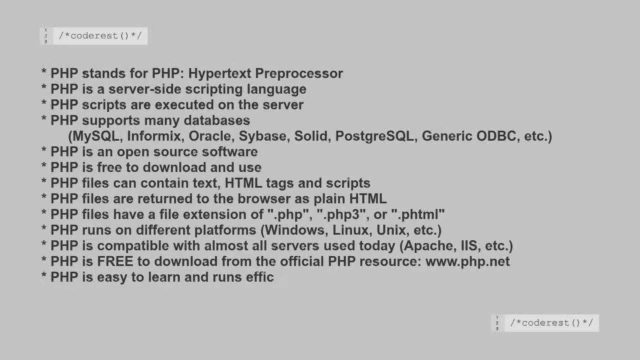 /*coderest()*/
* PHP stands for PHP: Hypertext Preprocessor
* PHP is a server-side scripting language
* PHP scripts are executed on the server
* PHP supports many databases
(MySQL, Informix, Oracle, Sybase, Solid, PostgreSQL, Generic ODBC, etc.)
* PHP is an open source software
* PHP is free to download and use
* PHP files can contain text, HTML tags and scripts
* PHP files are returned to the browser as plain HTML
* PHP files have a file extension of ".php", ".php3", or ".phtml"
* PHP runs on different platforms (Windows, Linux, Unix, etc.)
* PHP is compatible with almost all servers used today (Apache, IIS, etc.)
* PHP is FREE to download from the official PHP resource: www.php.net
* PHP is easy to learn and runs effic
/*coderest()*/